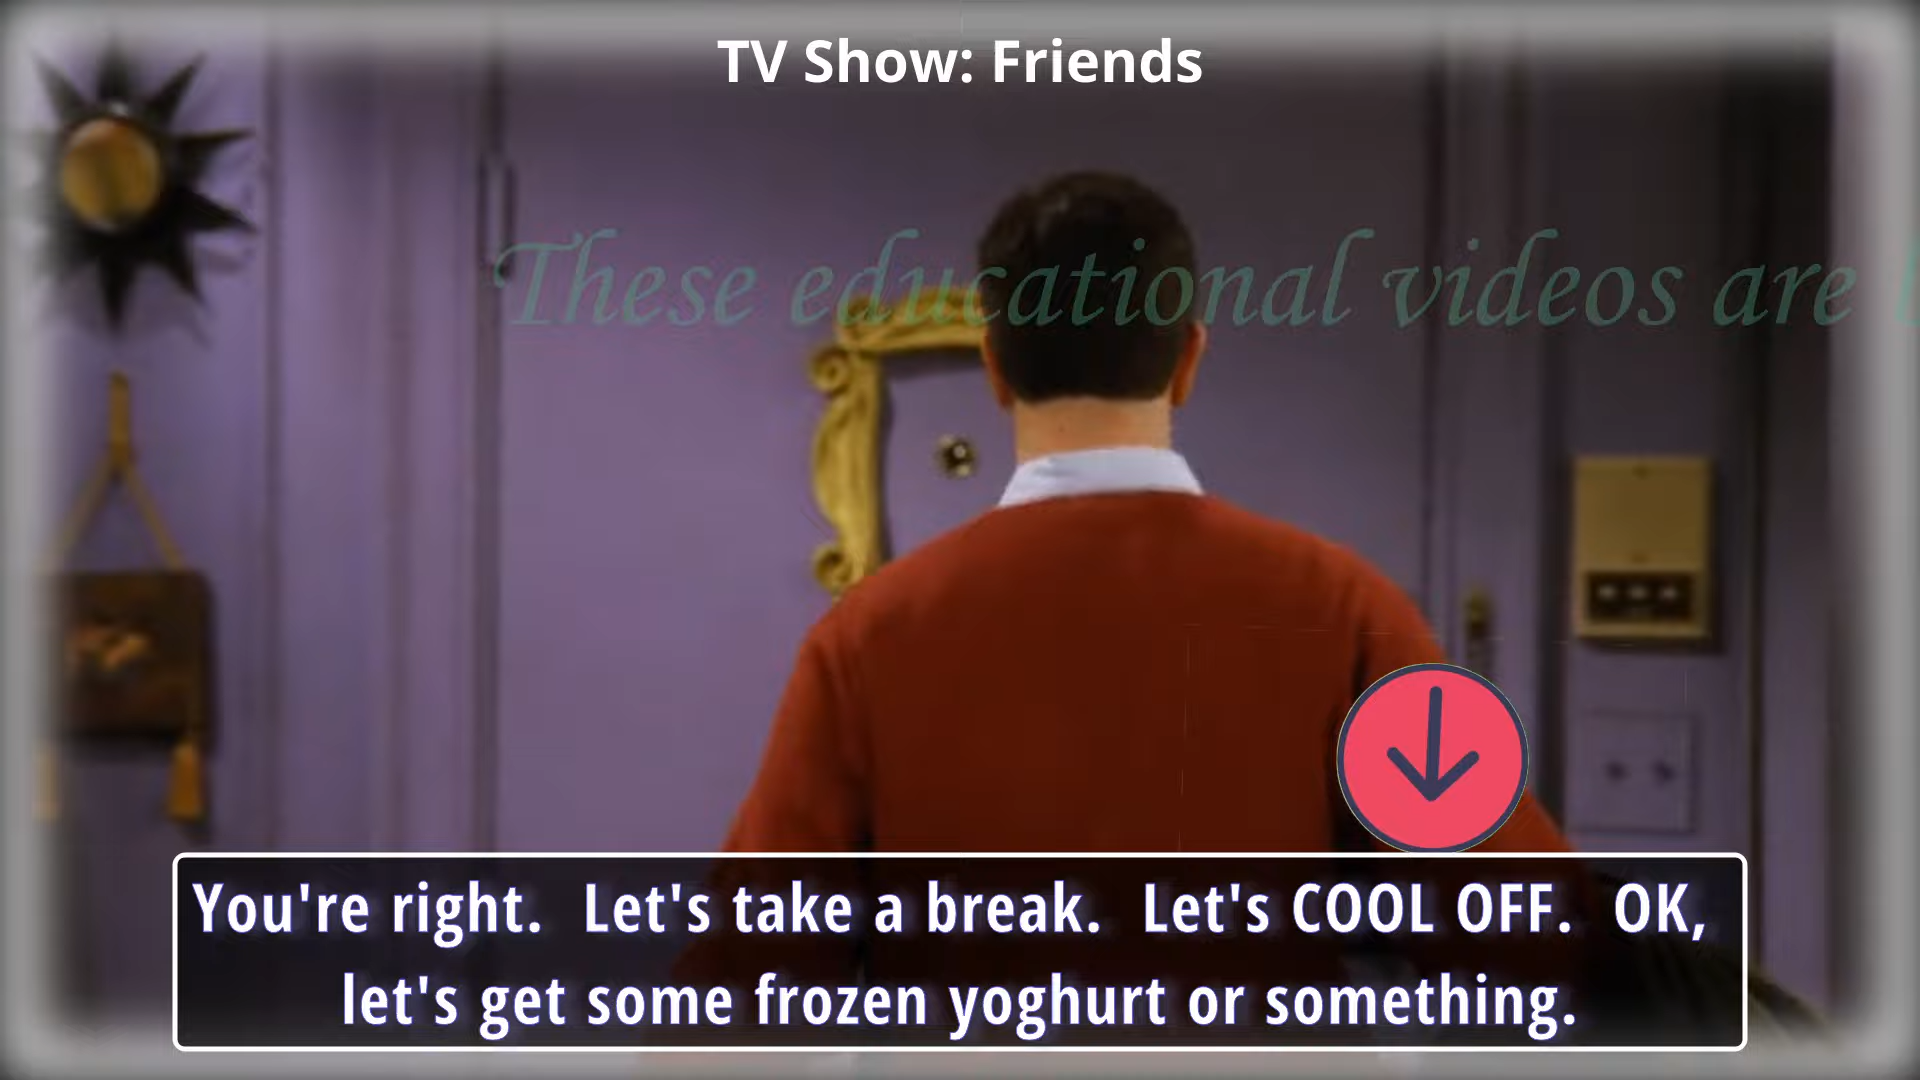 TV Show: Friends
These educational videos are
You're right. Let's take a break. Let's COOL OFF. OK,
let's get some frozen yoghurt or something.